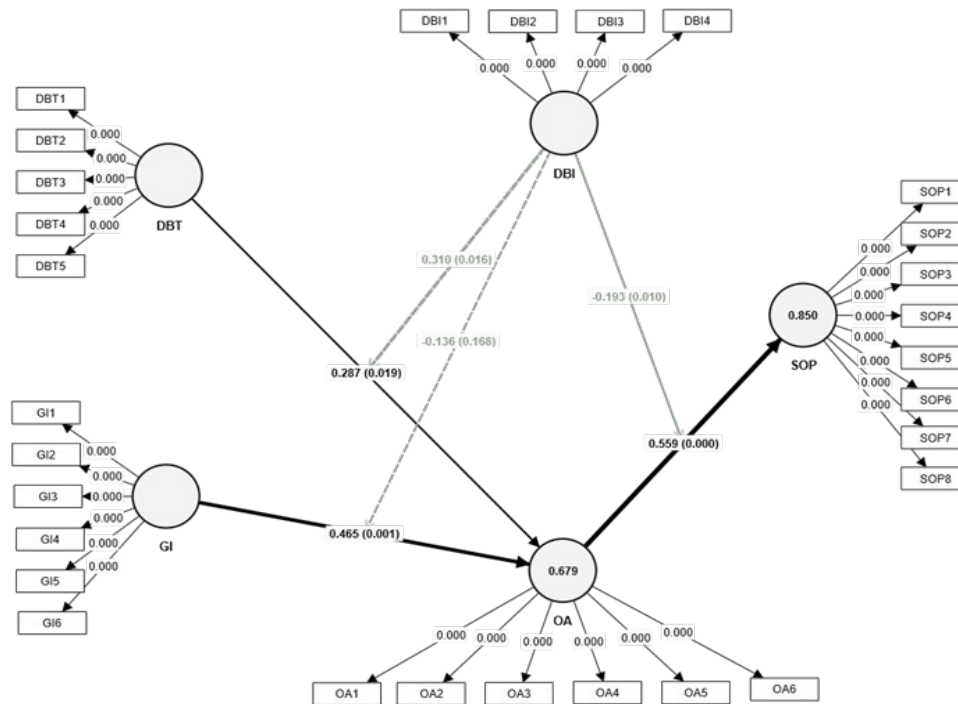 DBI1 DBI2 DBI3 DBI4
0.000 0.000 0.000 0.000
DBI
DBT1
DBT2
DBT3
DBT4
DBT5
0.000
0.000
0.000
0.000
0.000
DBT
0.310 (0.016)
-0.136 (0.168)
-0.193 (0.010)
0.287 (0.019)
SOP1
SOP2
SOP3
SOP4
SOP5
SOP6
SOP7
SOP8
0.000
0.000
0.000
0.000
0.000
0.000
0.000
0.000
0.850
SOP
0.559 (0.000)
GI1
GI2
GI3
GI4
GI5
GI6
0.000
0.000
0.000
0.000
0.000
0.000
GI
0.465 (0.001)
0.679
OA
0.000 0.000 0.000 0.000 0.000 0.000
OA1 OA2 OA3 OA4 OA5 OA6